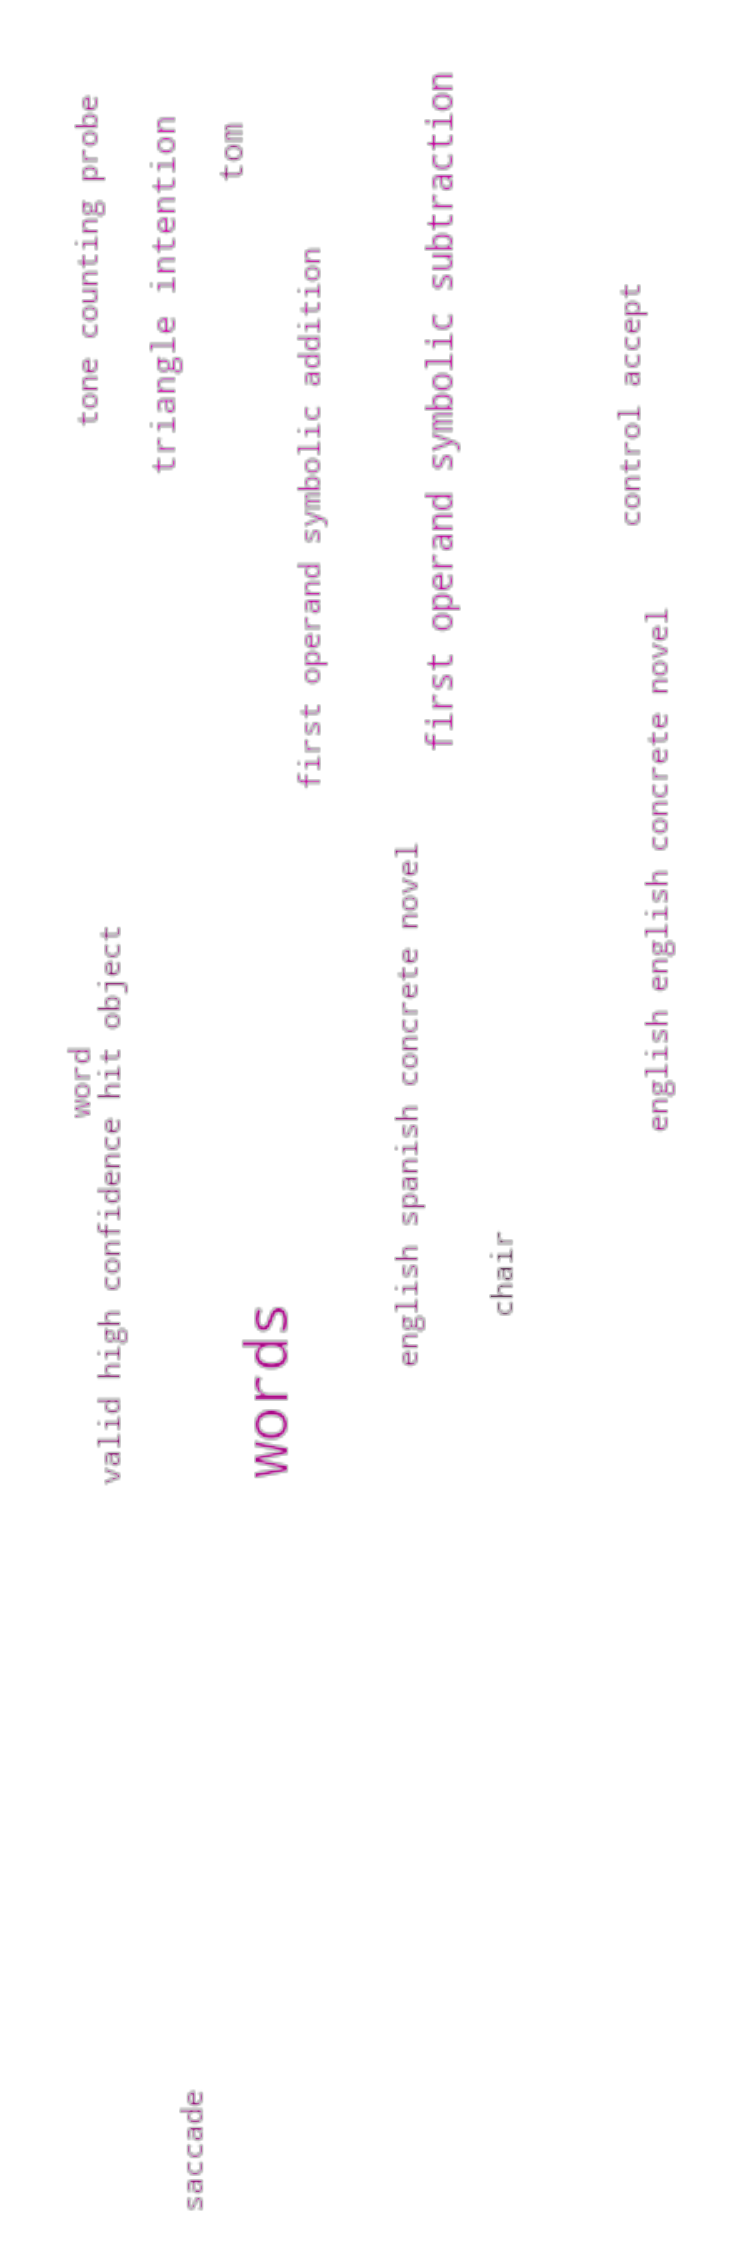 tone counting probe
triangle intention
tom
first operand symbolic addition
first operand symbolic subtraction
control accept
english english concrete novel
english spanish concrete novel
word
valid high confidence hit object
chair
words
saccade